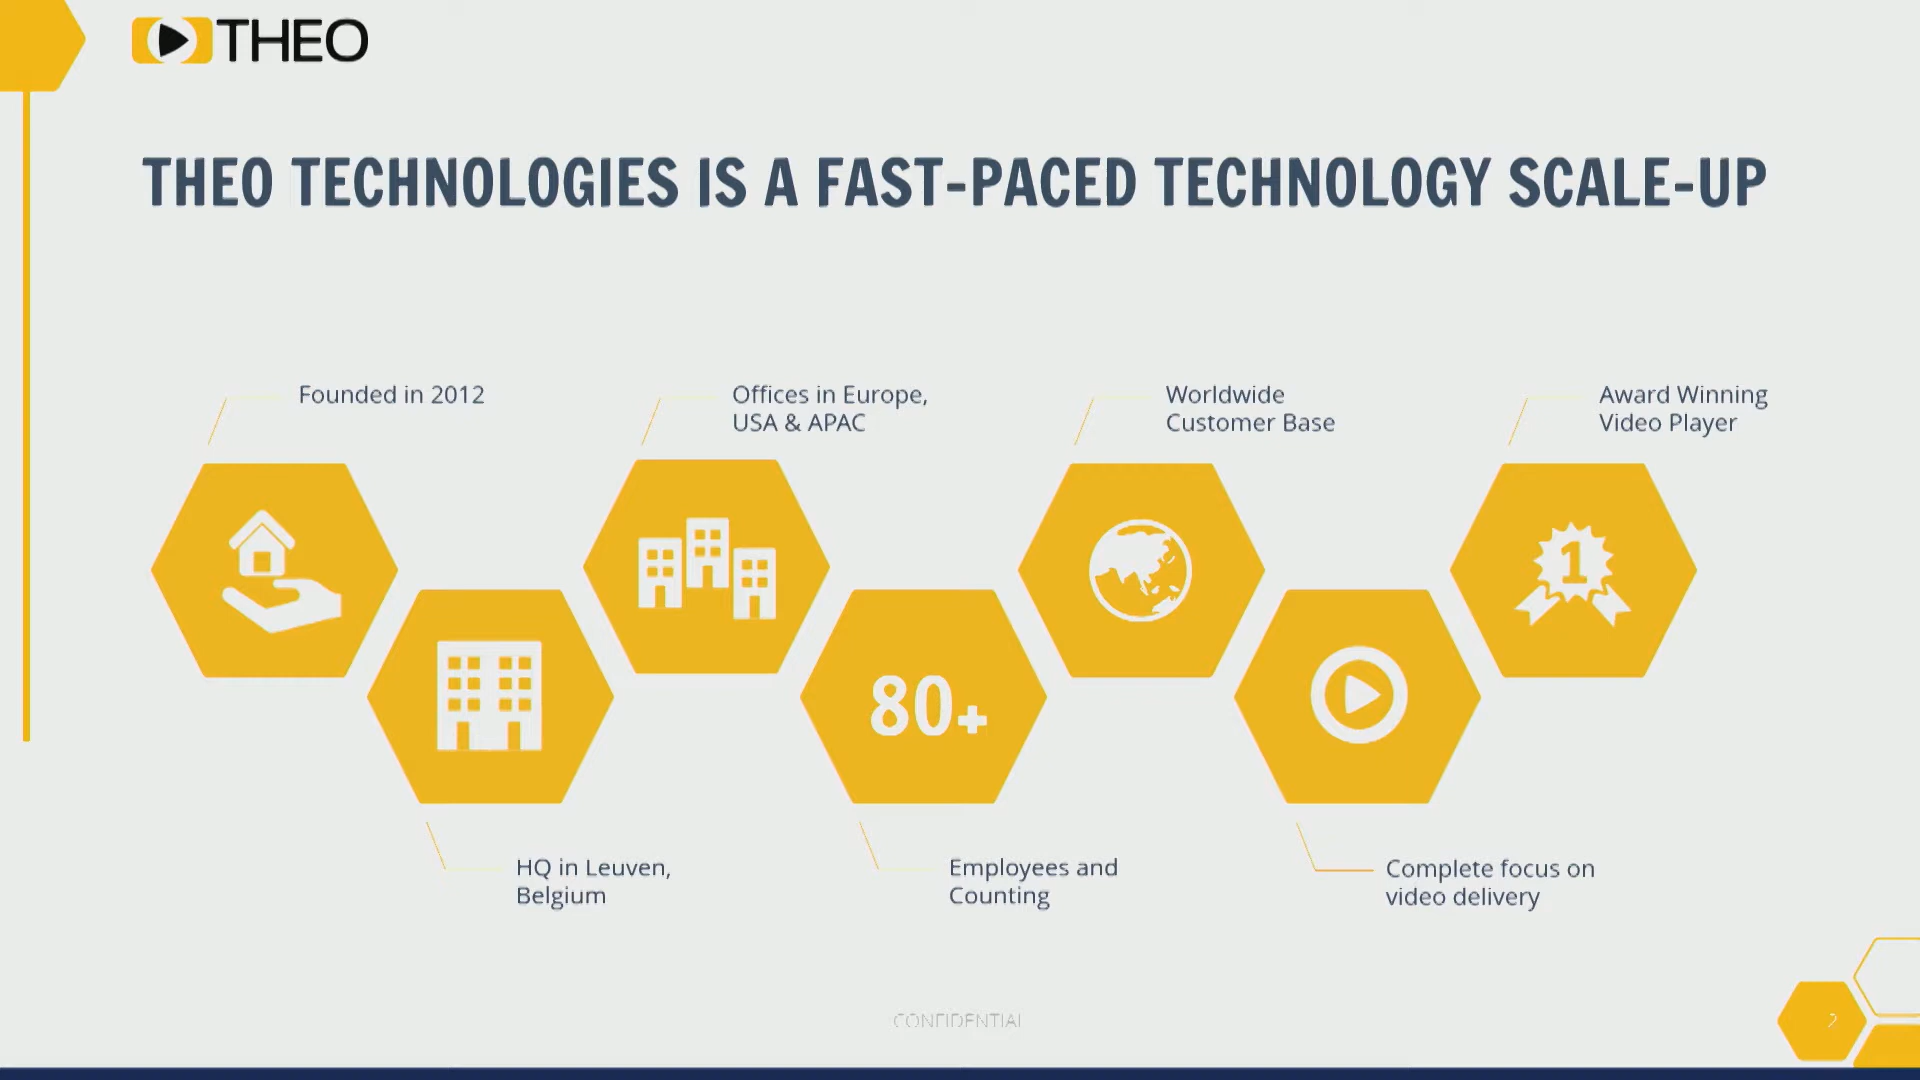 THEO
THEO TECHNOLOGIES IS A FAST-PACED TECHNOLOGY SCALE-UP
Founded in 2012
Offices in Europe,
USA & APAC
Worldwide
Customer Base
Award Winning
Video Player
1
80+
HQ in Leuven,
Belgium
Employees and
Counting
Complete focus on
video delivery
CONFIDENTIAL
2